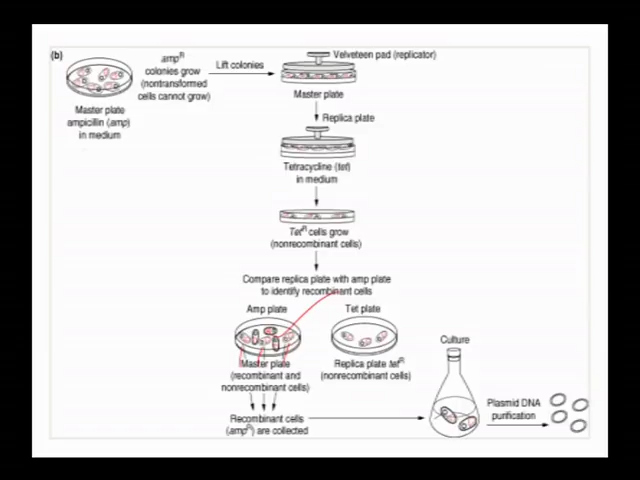 (b)
amp^R
colonies grow
(nontransformed
cells cannot grow)
Lift colonies
Velveteen pad (replicator)
Master plate
ampicillin (amp)
in medium
Master plate
Replica plate
Tetracycline (tet)
in medium
Tet^R cells grow
(nonrecombinant cells)
Compare replica plate with amp plate
to identify recombinant cells
Amp plate
Tet plate
Master plate
(recombinant and
nonrecombinant cells)
Replica plate tet^R
(nonrecombinant cells)
Culture
Recombinant cells
(amp^R) are collected
Plasmid DNA
purification